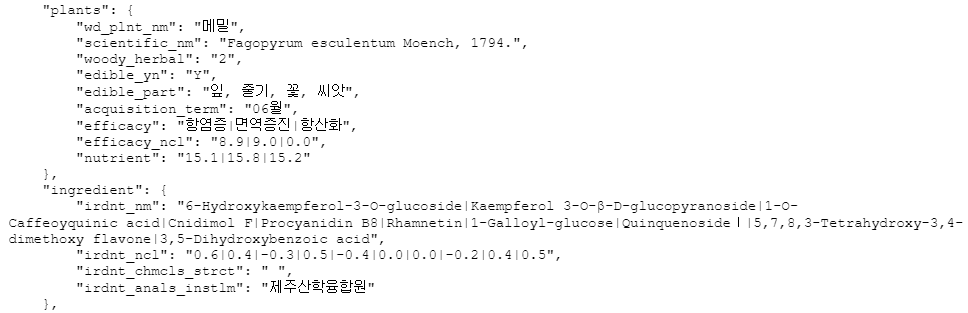 "plants": {
"wd_plnt_nm": "메밀",
"scientific_nm": "Fagopyrum esculentum Moench, 1794.",
"woody_herbal": "2",
"edible_yn": "Y",
"edible_part": "잎, 줄기, 꽃, 씨앗",
"acquisition_term": "06월",
"efficacy": "항염증|면역증진|항산화",
"efficacy_ncl": "8.9|9.0|0.0",
"nutrient": "15.1|15.8|15.2"
},
"ingredient": {
"irdnt_nm": "6-Hydroxykaempferol-3-O-glucoside|Kaempferol 3-O-β-D-glucopyranoside|1-O-
Caffeoyquinic acid|Cnidimol F|Procyanidin B8|Rhamnetin|1-Galloyl-glucose|QuinquenosideⅠ|5,7,8,3-Tetrahydroxy-3,4-
dimethoxy flavone|3,5-Dihydroxybenzoic acid",
"irdnt_ncl": "0.6|0.4|-0.3|0.5|-0.4|0.0|0.0|-0.2|0.4|0.5",
"irdnt_chmcls_strct": " ",
"irdnt_anals_instlm": "제주산학융합원"
},